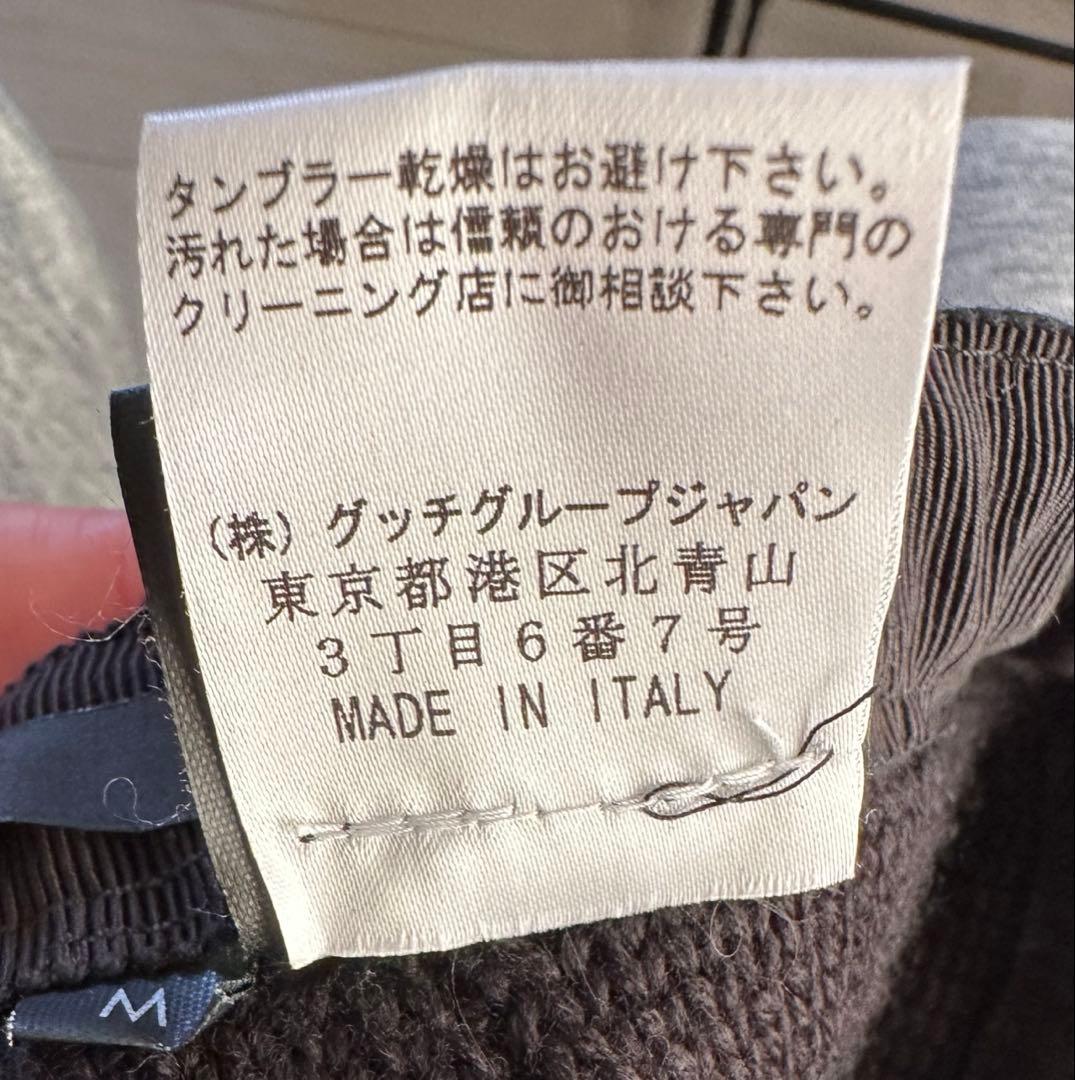 タンブラー乾燥はお避け下さい。
汚れた場合は信頼のおける専門の
クリーニング店に御相談下さい。
(株) グッチグループジャパン
東京都港区北青山
3丁目6番7号
MADE IN ITALY
M